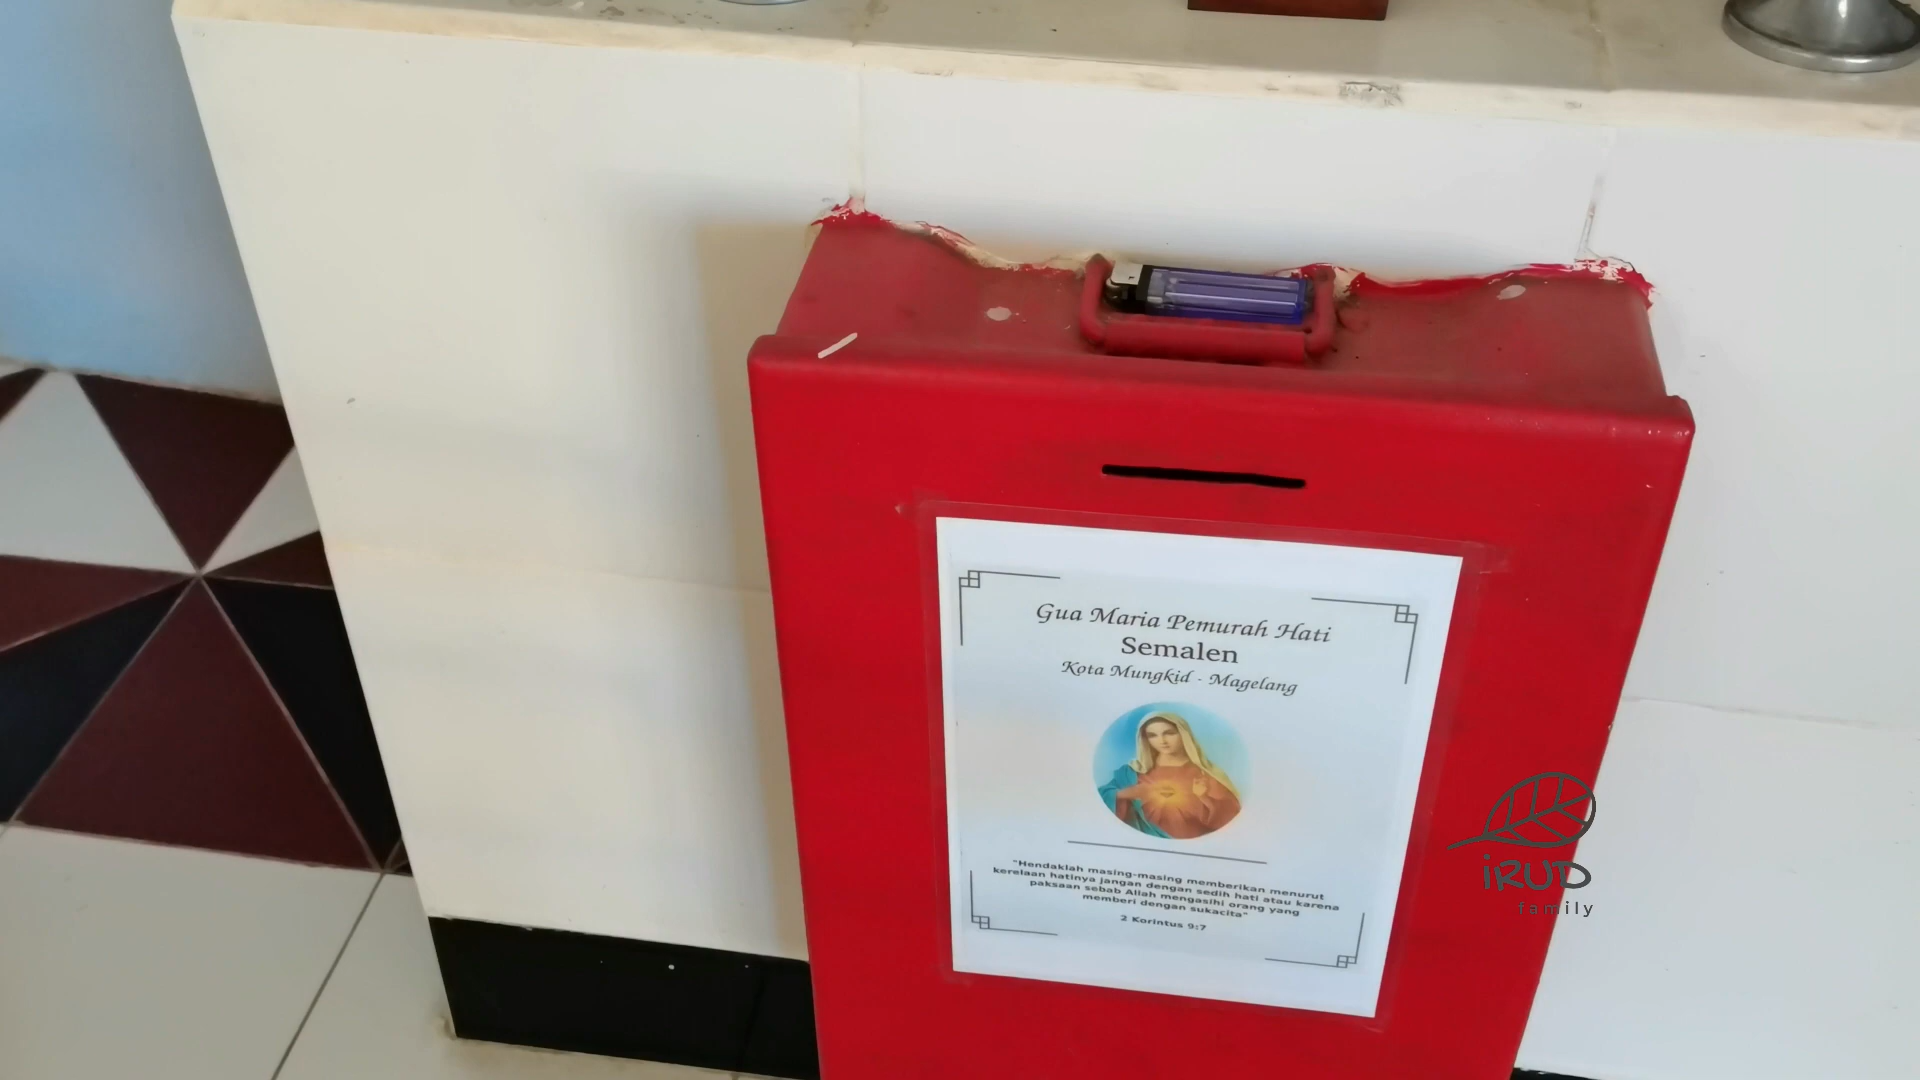 Gua Maria Pemurah Hati
Semalen
Kota Mungkid - Magelang
"Hendaklah masing-masing memberikan menurut
kerelaan hatinya jangan dengan sedih hati atau karena
paksaan sebab Allah mengasihi orang yang
memberi dengan sukacita"
2 Korintus 9:7
iRUD
family